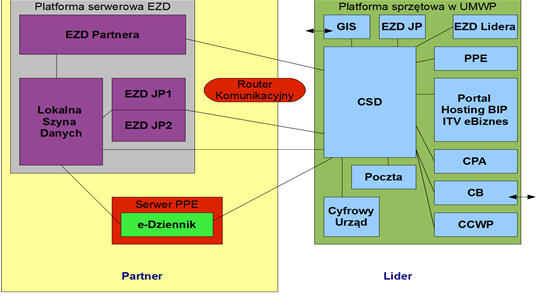 Platforma serwerowa EZD
EZD Partnera
Lokalna
Szyna
Danych
EZD JP1
EZD JP2
Router
Komunikacyjny
Serwer PPE
e-Dziennik
Partner
Platforma sprzętowa w UMWP
GIS
EZD JP
EZD Lidera
PPE
CSD
Portal
Hosting BIP
ITV eBiznes
CPA
Poczta
CB
Cyfrowy
Urząd
CCWP
Lider